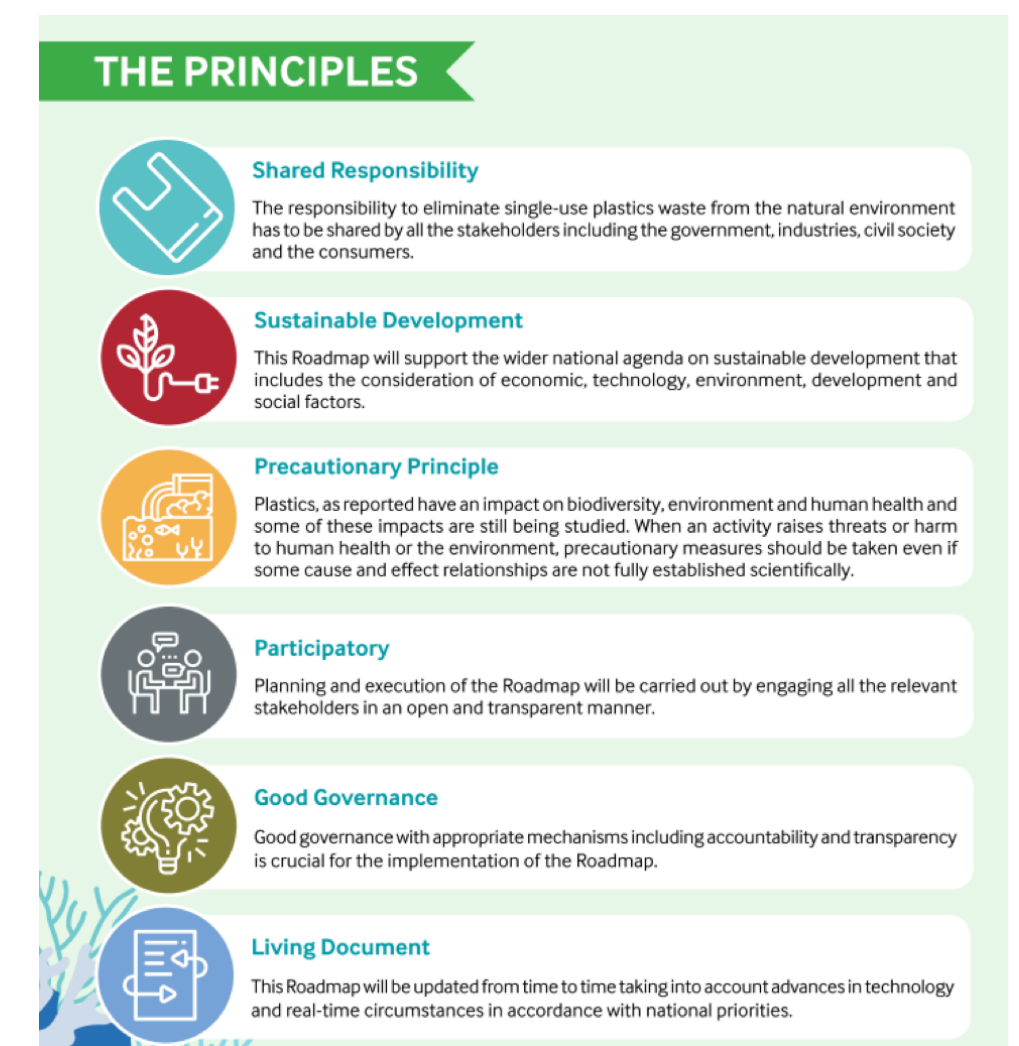 THE PRINCIPLES
Shared Responsibility
The responsibility to eliminate single-use plastics waste from the natural environment
has to be shared by all the stakeholders including the government, industries, civil society
and the consumers.
Sustainable Development
This Roadmap will support the wider national agenda on sustainable development that
includes the consideration of economic, technology, environment, development and
social factors.
Precautionary Principle
Plastics, as reported have an impact on biodiversity, environment and human health and
some of these impacts are still being studied. When an activity raises threats or harm
to human health or the environment, precautionary measures should be taken even if
some cause and effect relationships are not fully established scientifically.
Participatory
Planning and execution of the Roadmap will be carried out by engaging all the relevant
stakeholders in an open and transparent manner.
Good Governance
Good governance with appropriate mechanisms including accountability and transparency
is crucial for the implementation of the Roadmap.
Living Document
This Roadmap will be updated from time to time taking into account advances in technology
and real-time circumstances in accordance with national priorities.